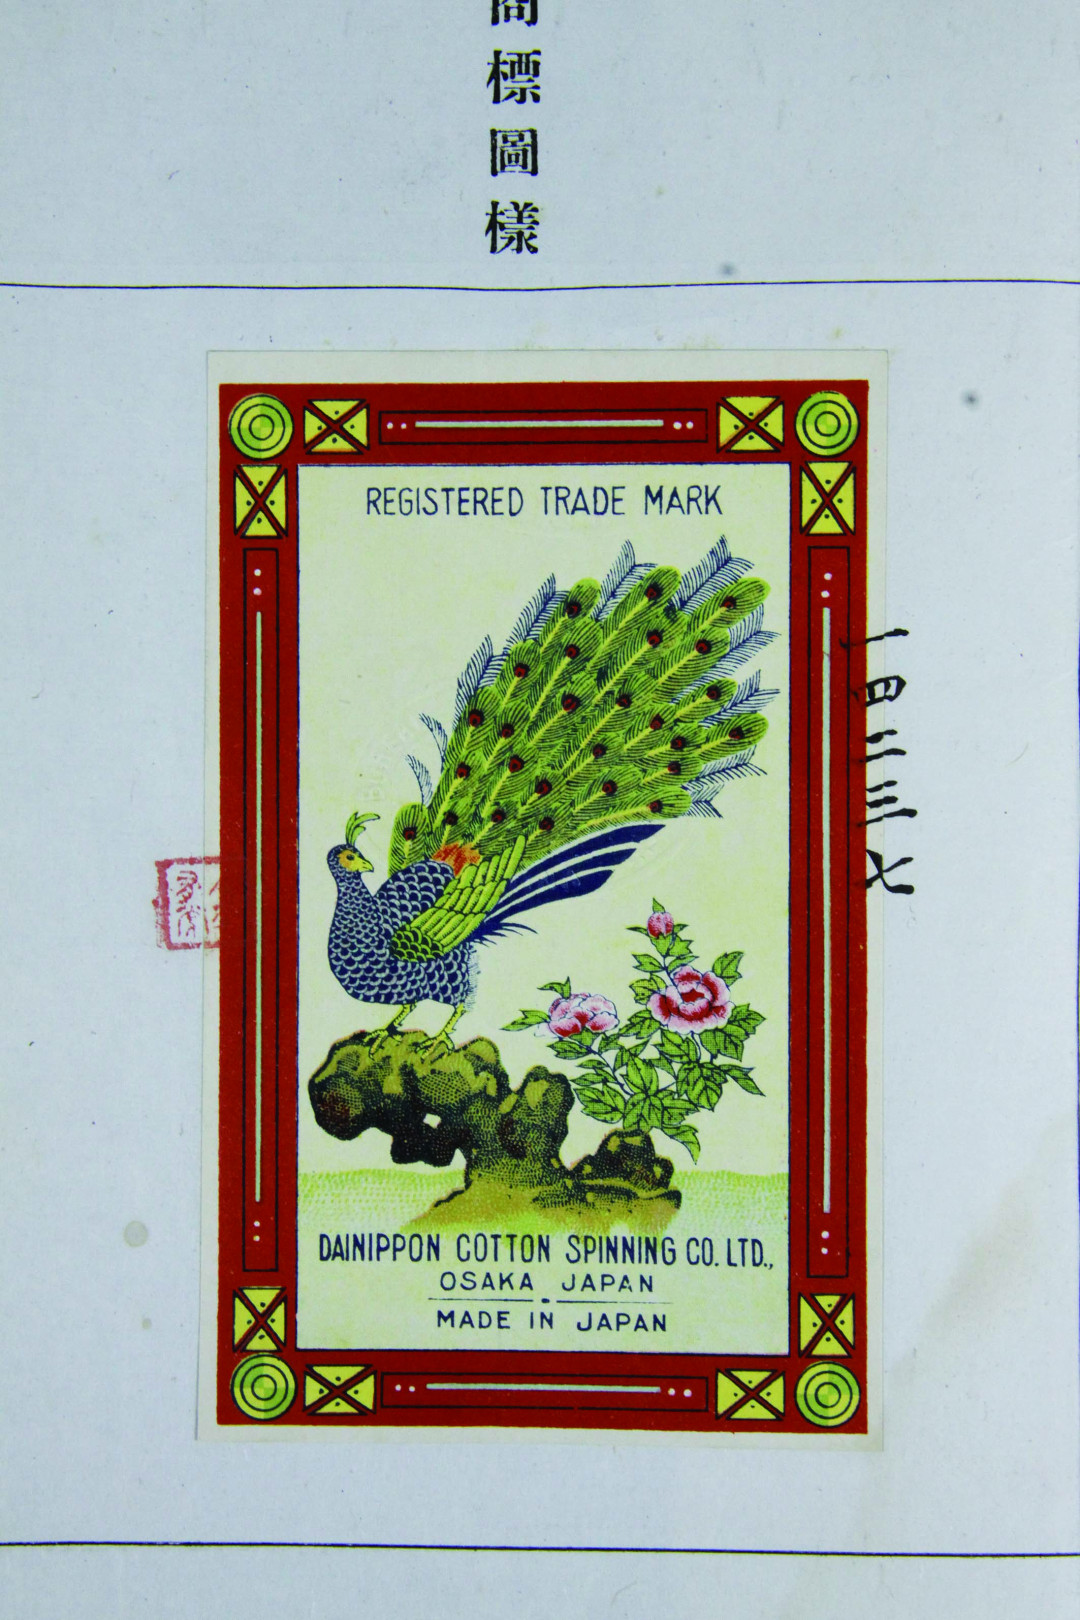 商標圖樣
REGISTERED TRADE MARK
DAINIPPON COTTON SPINNING CO. LTD.,
OSAKA JAPAN
MADE IN JAPAN
一四二三七